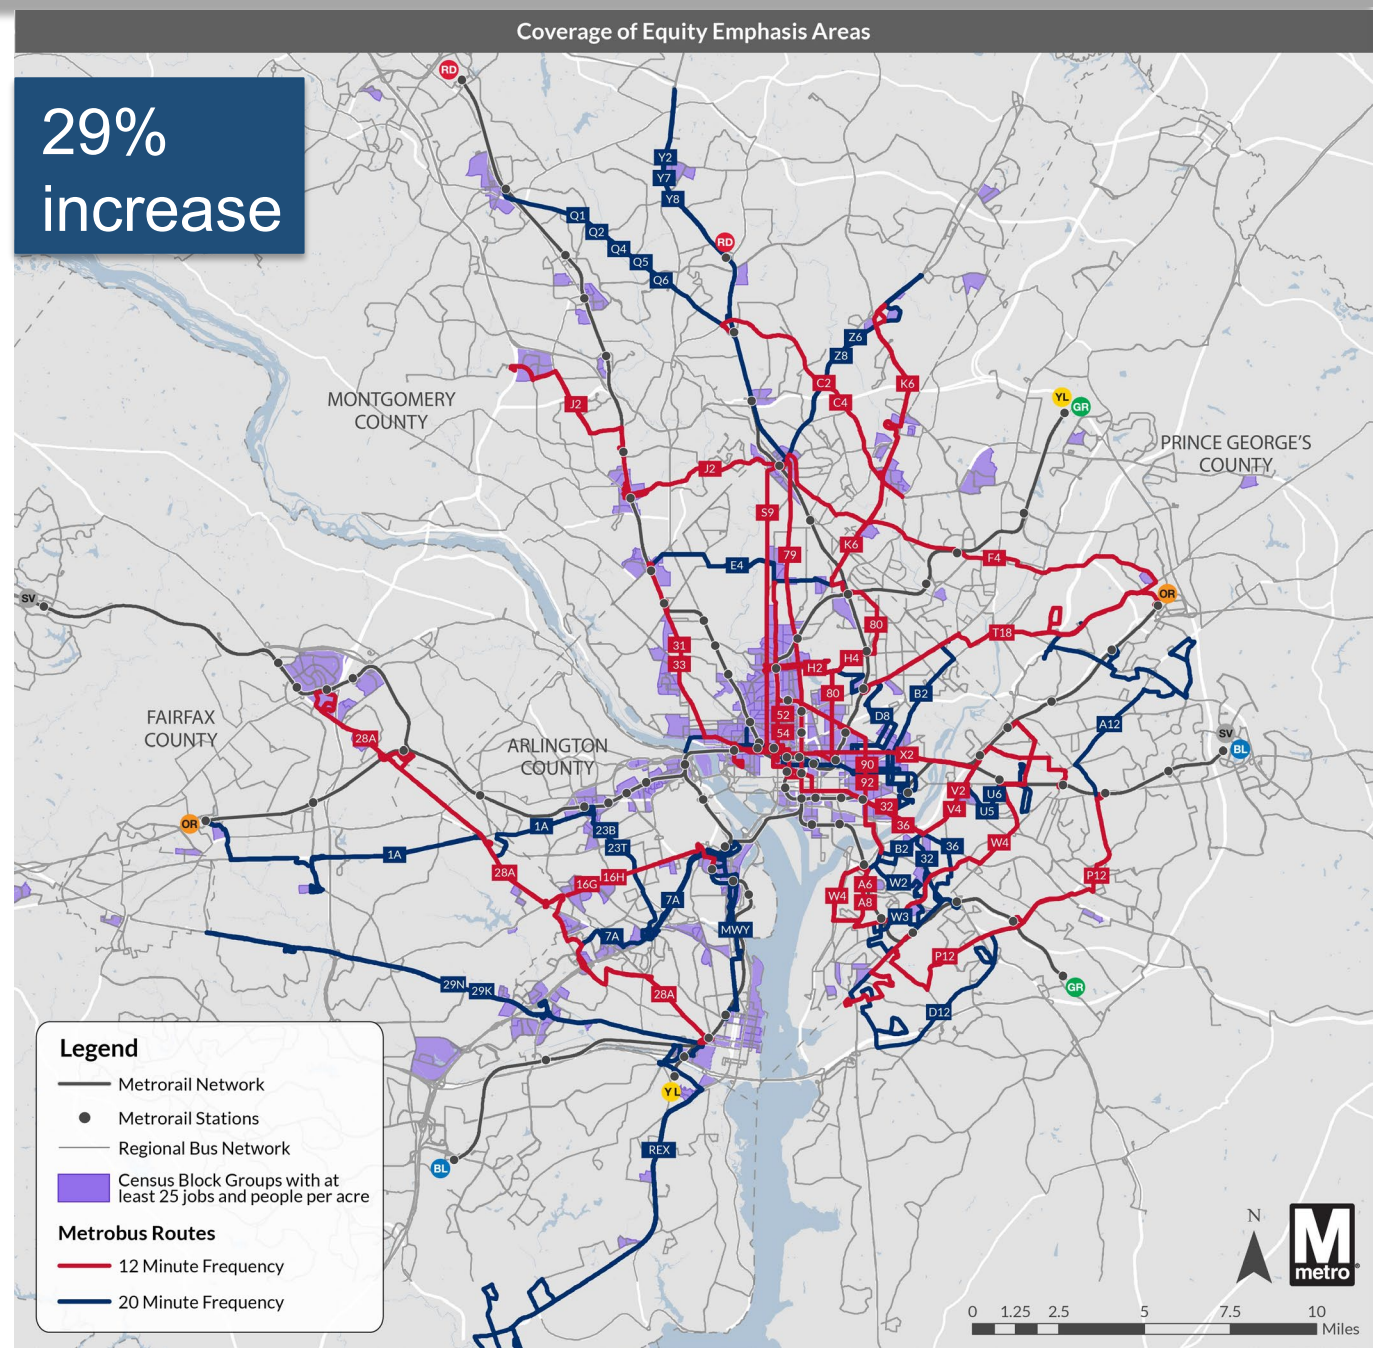 Coverage of Equity Emphasis Areas
29%
increase
RD
Y2
Y7
Y8
Q1
Q2
Q4
Q5
Q6
RD
Z6
Z8
C2
C4
K6
J2
MONTGOMERY
COUNTY
YL
GR
PRINCE GEORGE'S
COUNTY
J2
S9
79
K6
E4
F4
SV
OR
80
T18
31
33
H2
H4
80
B2
52
54
D8
A12
FAIRFAX
COUNTY
28A
ARLINGTON
COUNTY
X2
SV
BL
90
92
V2
V4
U6
U5
32
36
OR
1A
1A
23B
23T
B2
32
36
W4
28A
16G
16H
W4
A6
A8
W2
P12
7A
7A
MWY
W3
P12
29N
29K
28A
GR
D12
YL
REX
BL
Legend
Metrorail Network
Metrorail Stations
Regional Bus Network
Census Block Groups with at
least 25 jobs and people per acre
Metrobus Routes
12 Minute Frequency
20 Minute Frequency
N
M
metro
0 1.25 2.5 5 7.5 10
Miles